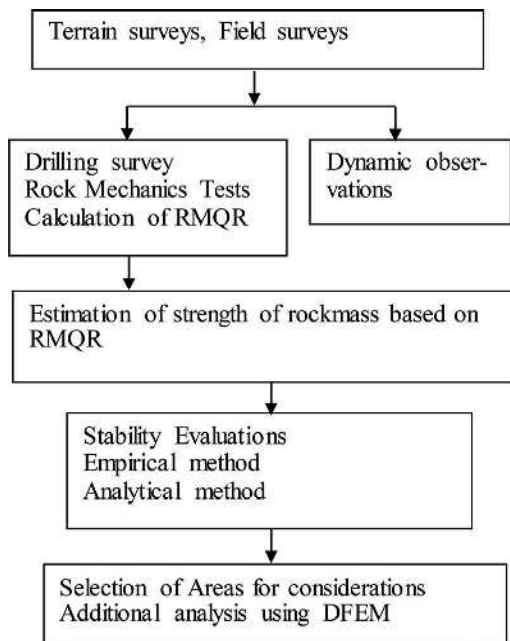 Terrain surveys, Field surveys
Drilling survey
Rock Mechanics Tests
Calculation of RMQR
Dynamic obser-
vations
Estimation of strength of rockmass based on
RMQR
Stability Evaluations
Empirical method
Analytical method
Selection of Areas for considerations
Additional analysis using DFEM